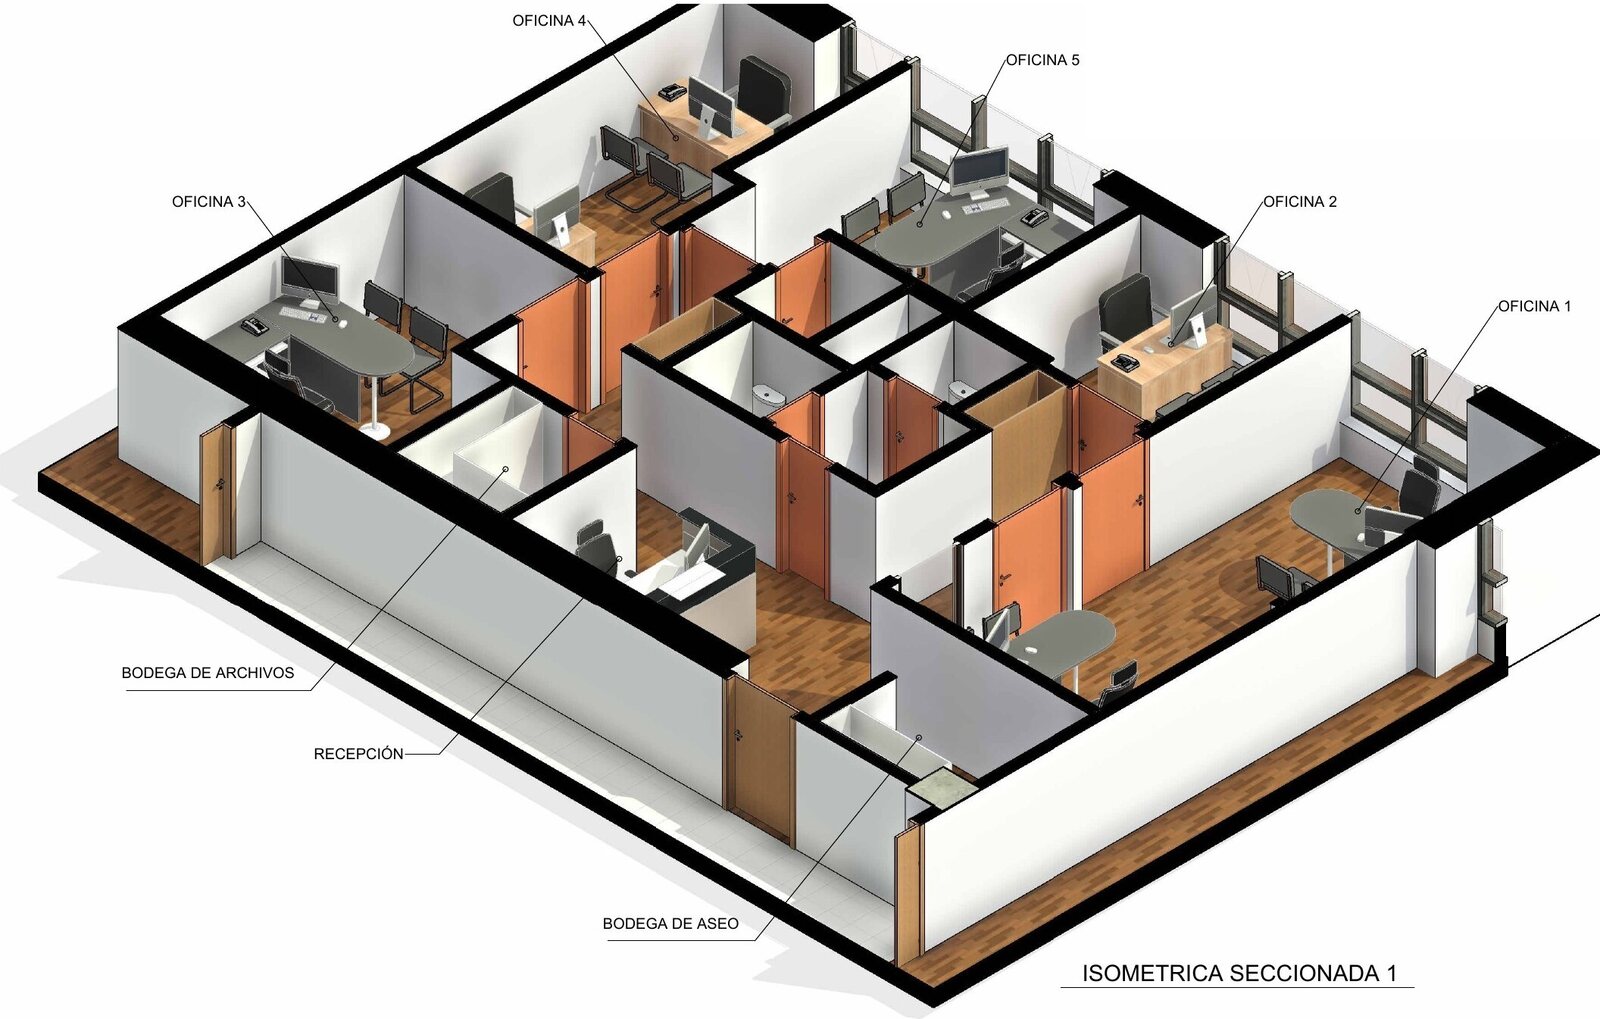 OFICINA 4
OFICINA 5
OFICINA 3
OFICINA 2
OFICINA 1
BODEGA DE ARCHIVOS
RECEPCIÓN
BODEGA DE ASEO
ISOMETRICA SECCIONADA 1